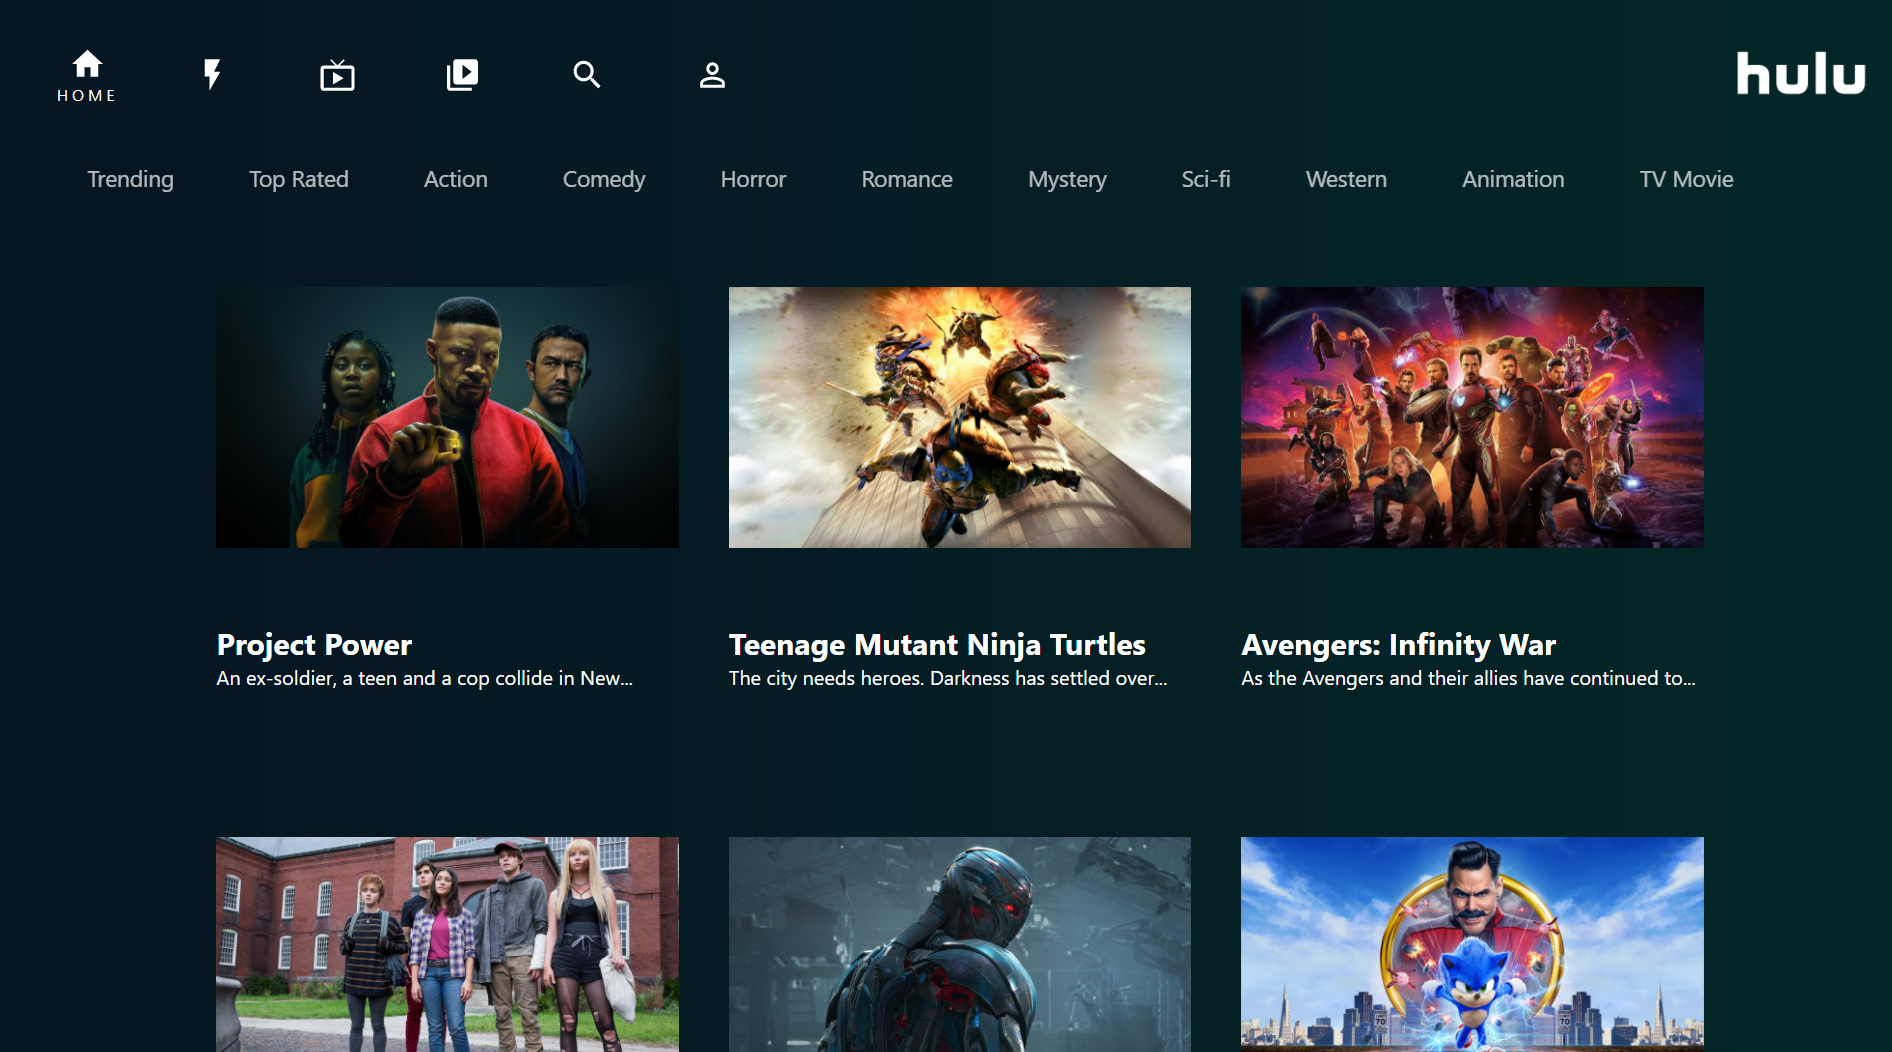 HOME
hulu
Trending Top Rated Action Comedy Horror Romance Mystery Sci-fi Western Animation TV Movie
Project Power
An ex-soldier, a teen and a cop collide in New...
Teenage Mutant Ninja Turtles
The city needs heroes. Darkness has settled over...
Avengers: Infinity War
As the Avengers and their allies have continued to...
70
70